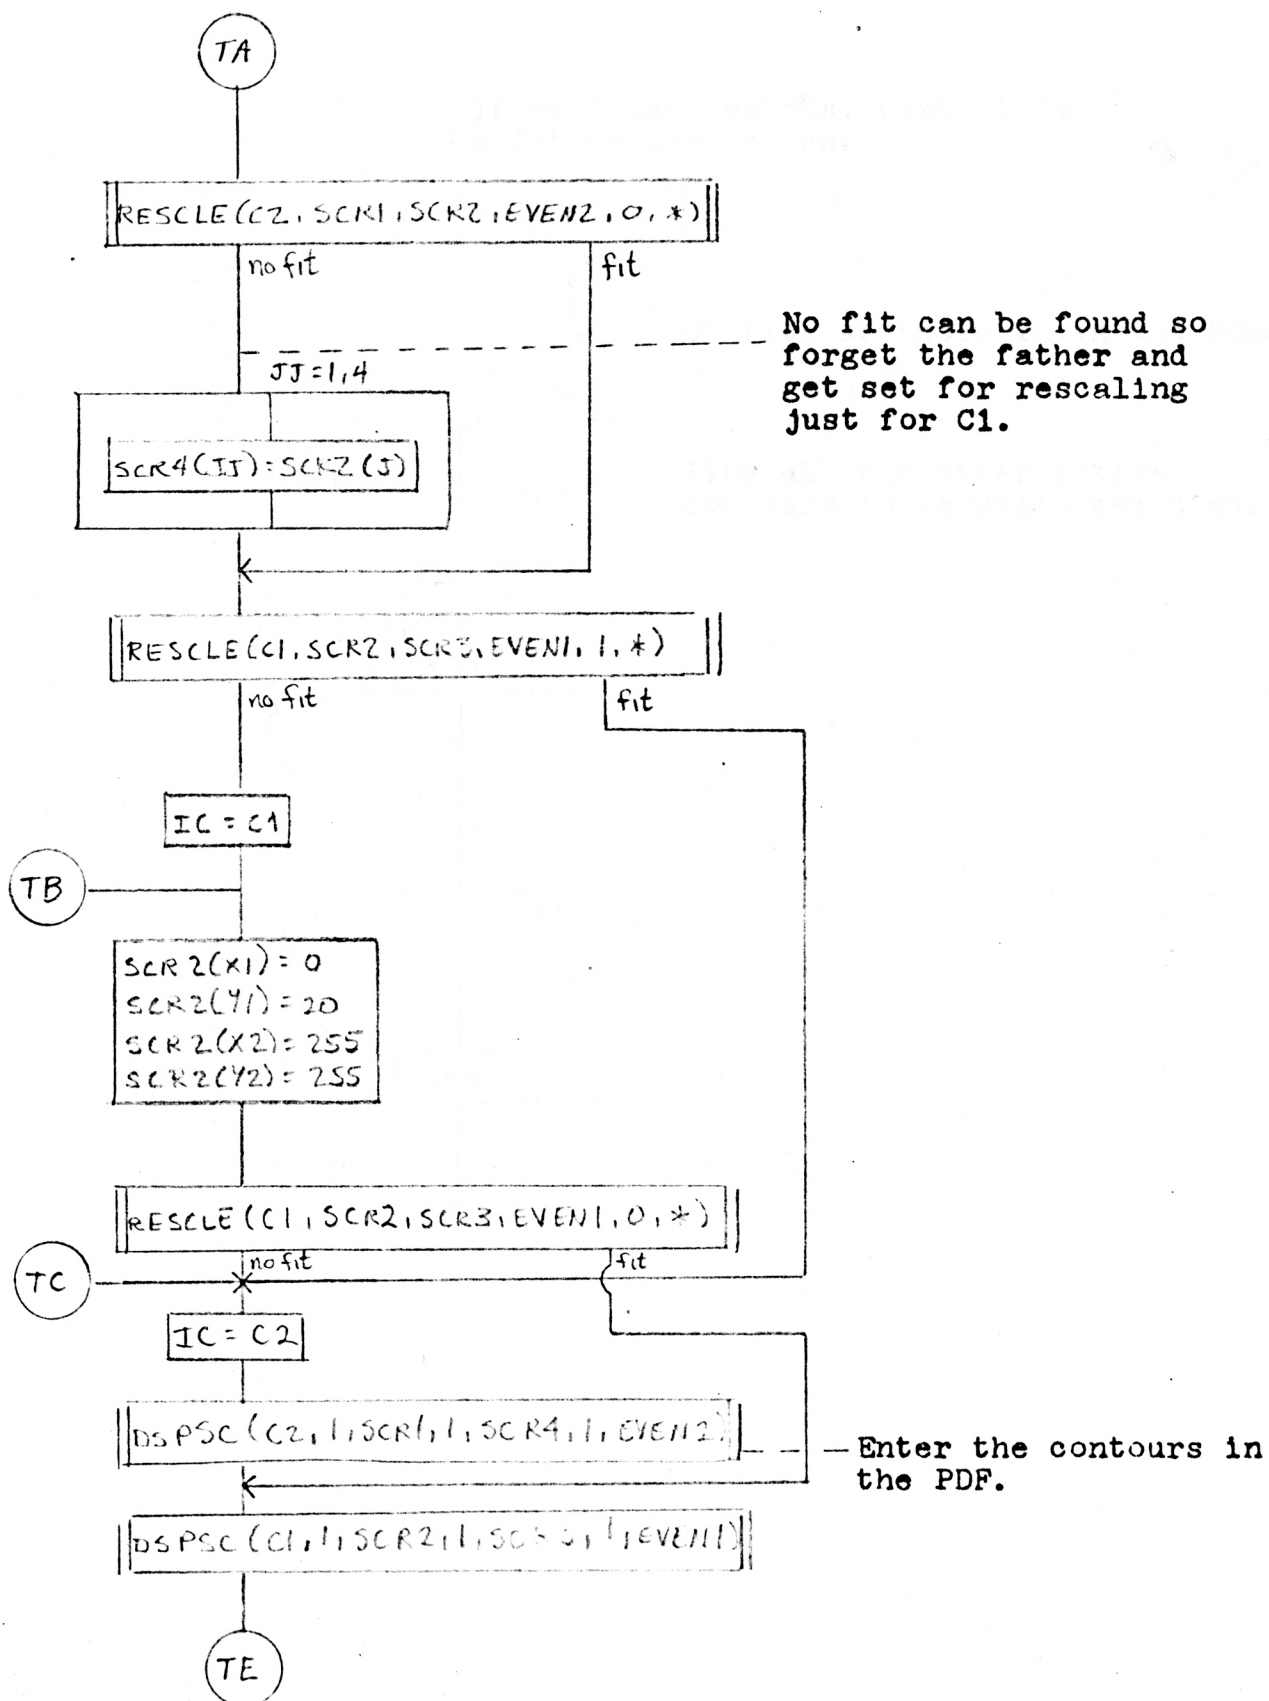 TA
RESCLE(C2,SCR1,SCR2,EVEN2,0,*)
no fit
fit
No fit can be found so
forget the father and
get set for rescaling
just for C1.
JJ=1,4
SCR4(IJ)=SCR2(J)
RESCLE(C1,SCR2,SCR3,EVEN1,1,*)
no fit
fit
IC = C1
TB
SCR2(X1)=0
SCR2(Y1)=20
SCR2(X2)=255
SCR2(Y2)=255
RESCLE(C1,SCR2,SCR3,EVEN1,0,*)
no fit
fit
TC
IC = C2
DSPSC(C2,1,SCR1,1,SCR4,1,EVEN2)
Enter the contours in
the PDF.
DSPSC(C1,1,SCR2,1, 1,EVEN1)
TE